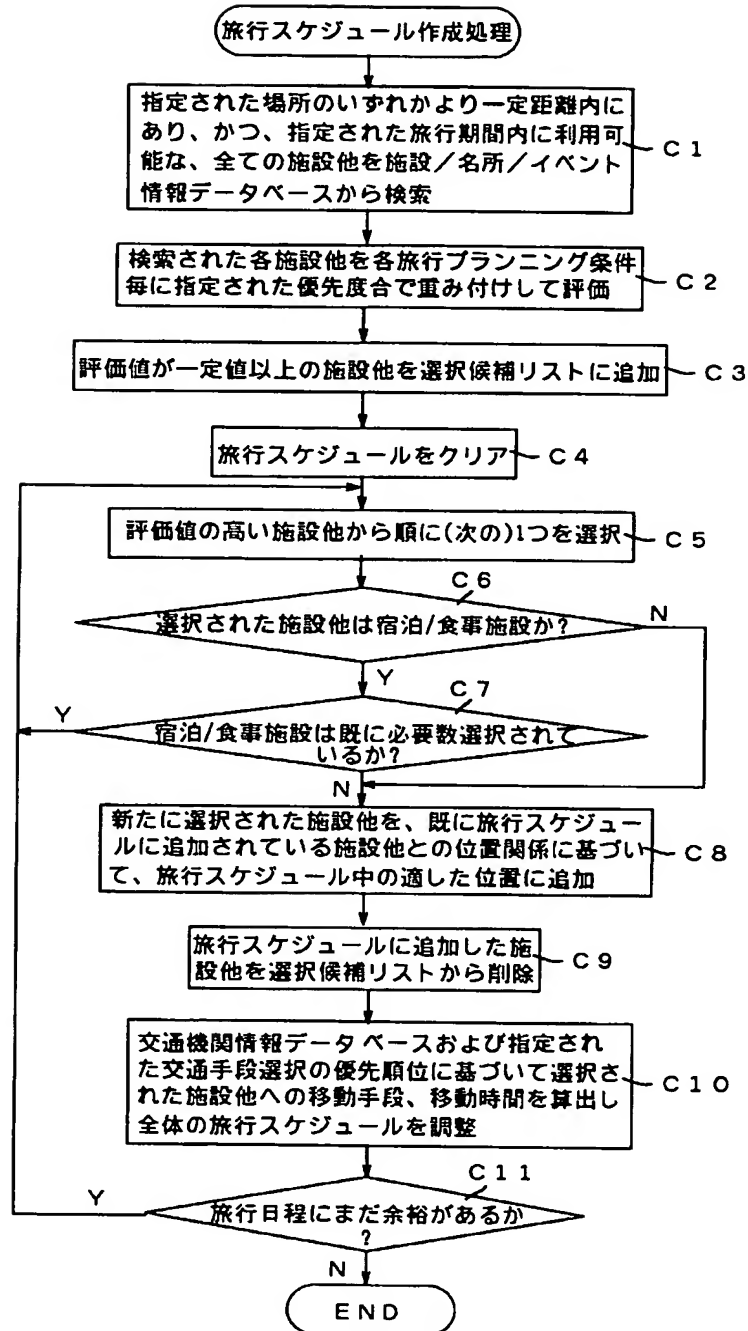 旅行スケジュール作成処理
指定された場所のいずれかより一定距離内に
あり、かつ、指定された旅行期間内に利用可
能な、全ての施設他を施設／名所／イベント
情報データベースから検索
C1
検索された各施設他を各旅行プランニング条件
毎に指定された優先度合で重み付けして評価
C2
評価値が一定値以上の施設他を選択候補リストに追加
C3
旅行スケジュールをクリア
C4
評価値の高い施設他から順に(次の)1つを選択
C5
C6
選択された施設他は宿泊/食事施設か?
N
Y
C7
Y
宿泊/食事施設は既に必要数選択されて
いるか?
N
新たに選択された施設他を、既に旅行スケジュー
ルに追加されている施設他との位置関係に基づい
て、旅行スケジュール中の適した位置に追加
C8
旅行スケジュールに追加した施
設他を選択候補リストから削除
C9
交通機関情報データベースおよび指定され
た交通手段選択の優先順位に基づいて選択さ
れた施設他への移動手段、移動時間を算出し
全体の旅行スケジュールを調整
C10
C11
Y
旅行日程にまだ余裕があるか
?
N
END